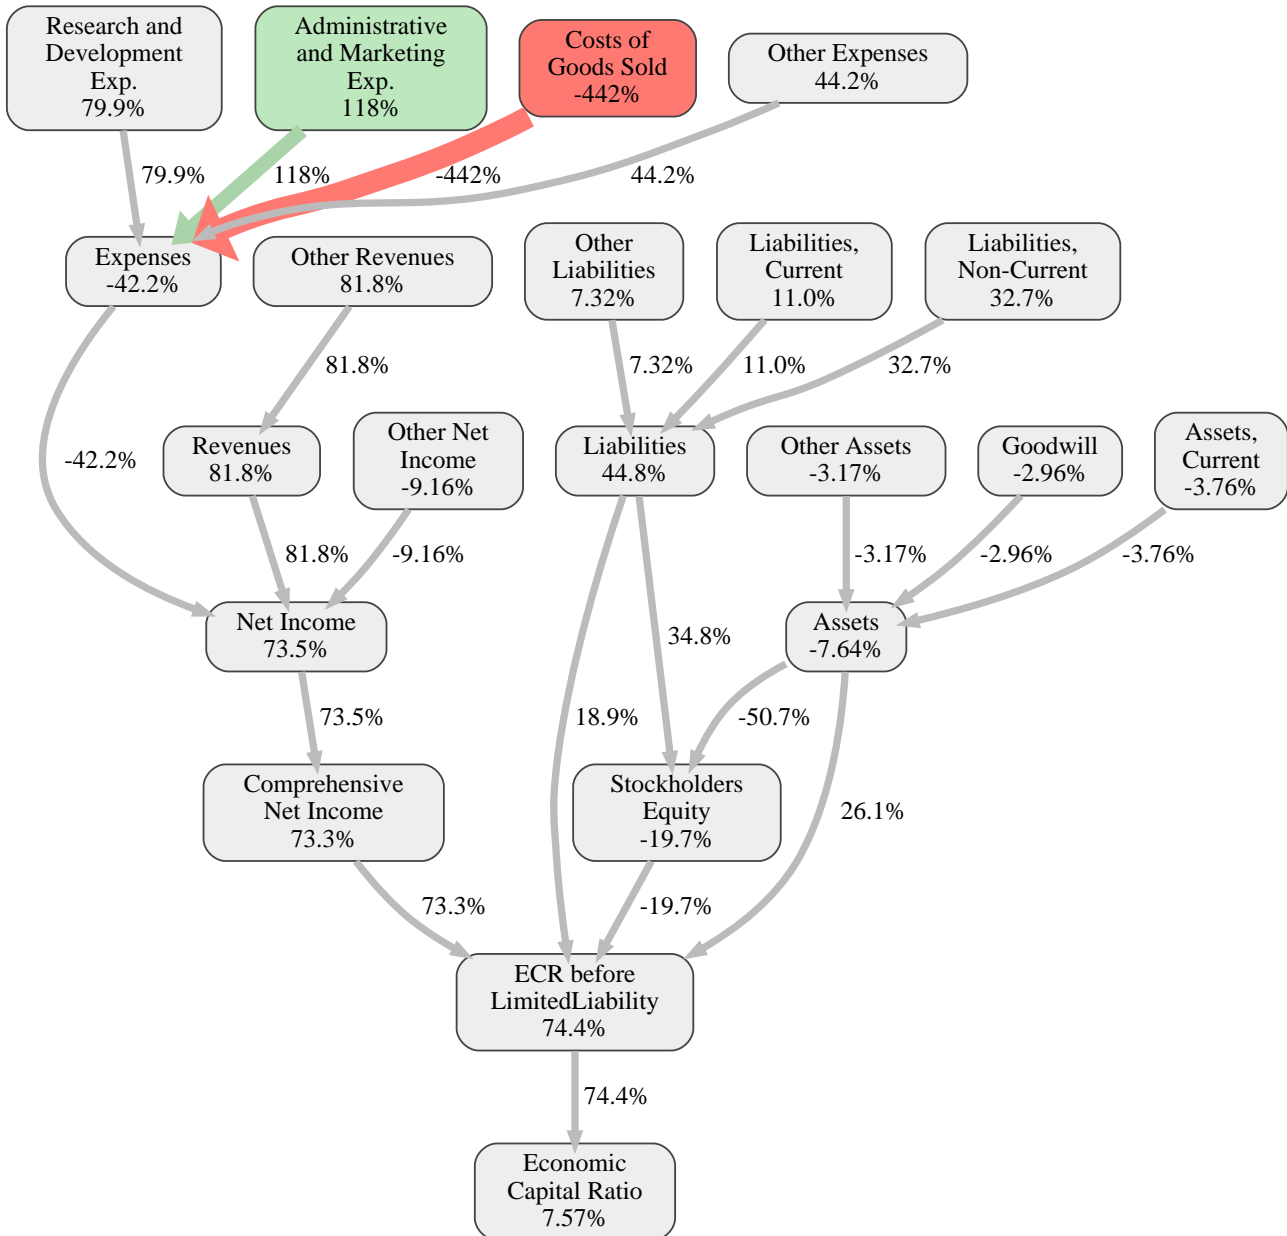 Research and
Development
Exp.
79.9%
Administrative
and Marketing
Exp.
118%
Costs of
Goods Sold
-442%
Other Expenses
44.2%
79.9%
118%
-442%
44.2%
Expenses
-42.2%
Other Revenues
81.8%
Other
Liabilities
7.32%
Liabilities,
Current
11.0%
Liabilities,
Non-Current
32.7%
81.8%
7.32%
11.0%
32.7%
-42.2%
Revenues
81.8%
Other Net
Income
-9.16%
Liabilities
44.8%
Other Assets
-3.17%
Goodwill
-2.96%
Assets,
Current
-3.76%
81.8%
-9.16%
-3.17%
-2.96%
-3.76%
Net Income
73.5%
34.8%
Assets
-7.64%
73.5%
18.9%
-50.7%
Comprehensive
Net Income
73.3%
Stockholders
Equity
-19.7%
26.1%
73.3%
-19.7%
ECR before
LimitedLiability
74.4%
74.4%
Economic
Capital Ratio
7.57%